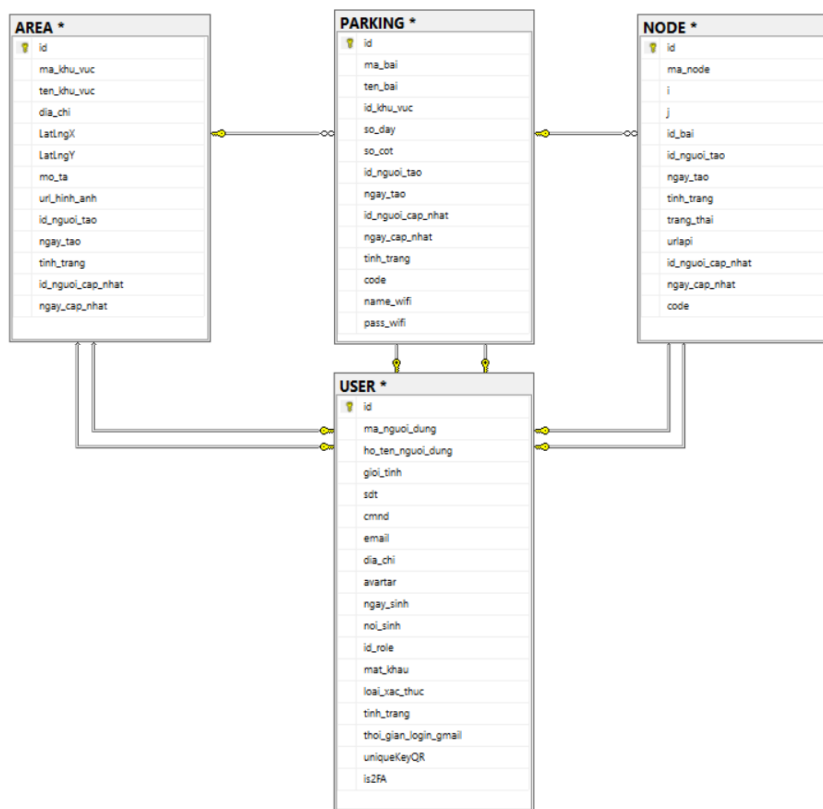 AREA *
id
ma_khu_vuc
ten_khu_vuc
dia_chi
LatLngX
LatLngY
mo_ta
url_hinh_anh
id_nguoi_tao
ngay_tao
tinh_trang
id_nguoi_cap_nhat
ngay_cap_nhat
PARKING *
id
ma_bai
ten_bai
id_khu_vuc
so_day
so_cot
id_nguoi_tao
ngay_tao
id_nguoi_cap_nhat
ngay_cap_nhat
tinh_trang
code
name_wifi
pass_wifi
NODE *
id
ma_node
i
j
id_bai
id_nguoi_tao
ngay_tao
tinh_trang
trang_thai
urlapi
id_nguoi_cap_nhat
ngay_cap_nhat
code
USER *
id
ma_nguoi_dung
ho_ten_nguoi_dung
gioi_tinh
sdt
cmnd
email
dia_chi
avartar
ngay_sinh
noi_sinh
id_role
mat_khau
loai_xac_thuc
tinh_trang
thoi_gian_login_gmail
uniqueKeyQR
is2FA